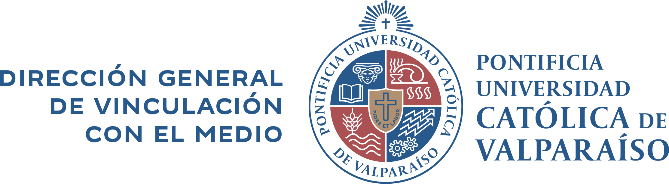 DIRECCIÓN GENERAL
DE VINCULACIÓN
CON EL MEDIO
PONTIFICIA UNIVERSIDAD CATÓLICA
DE VALPARAÍSO
PONTIFICIA
UNIVERSIDAD
CATÓLICA DE
VALPARAÍSO